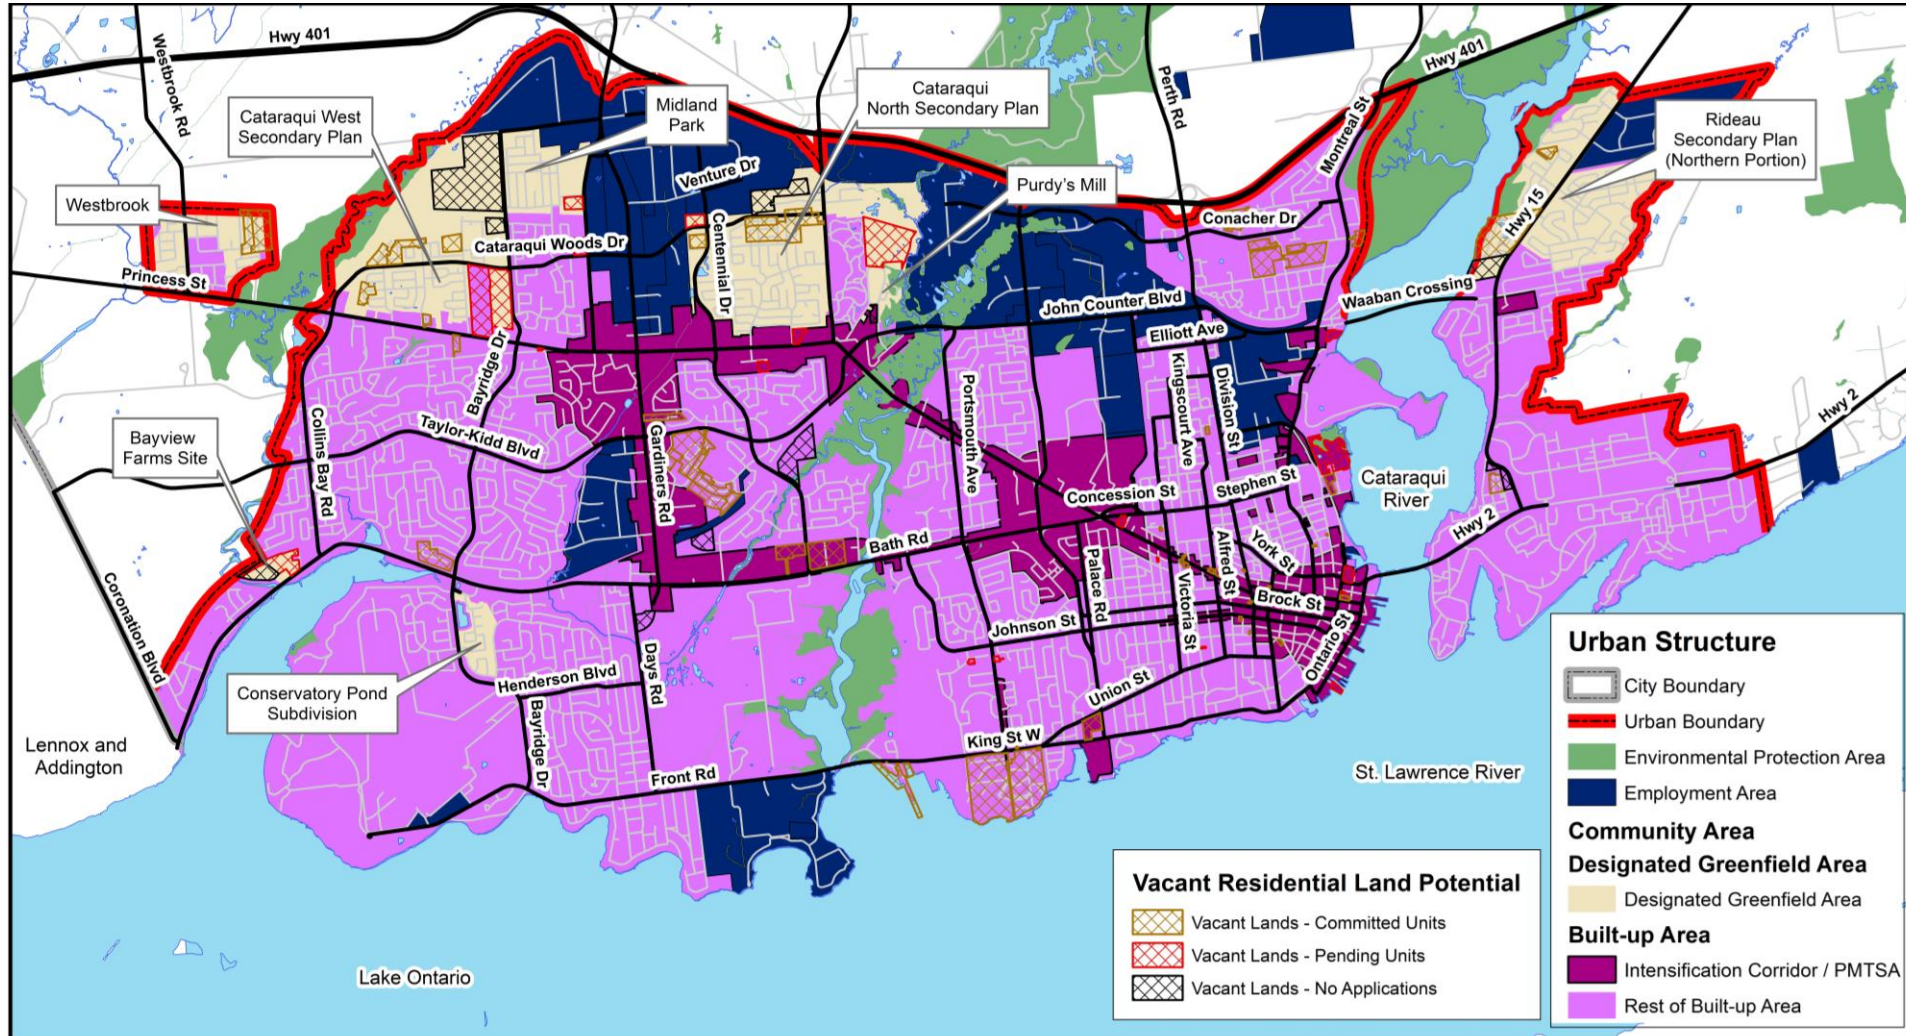 Hwy 401
Westbrook Rd
Cataraqui West
Secondary Plan
Midland
Park
Cataraqui
North Secondary Plan
Perth Rd
Hwy 401
Montreal St
Rideau
Secondary Plan
(Northern Portion)
Westbrook
Venture Dr
Purdy's Mill
Conacher Dr
Hwy 15
Cataraqui Woods Dr
Centennial Dr
Princess St
John Counter Blvd
Waaban Crossing
Elliott Ave
Bayridge Dr
Kingscourt Ave
Division St
Portsmouth Ave
Hwy 2
Collins Bay Rd
Taylor-Kidd Blvd
Gardiners Rd
Bayview
Farms Site
Concession St
Stephen St
Cataraqui
River
Bath Rd
Hwy 2
York St
Alfred St
Palace Rd
Victoria St
Brock St
Coronation Blvd
Johnson St
Days Rd
Ontario St
Henderson Blvd
Conservatory Pond
Subdivision
Union St
Bayridge Dr
King St W
Front Rd
Lennox and
Addington
St. Lawrence River
Lake Ontario
Vacant Residential Land Potential
Vacant Lands - Committed Units
Vacant Lands - Pending Units
Vacant Lands - No Applications
Urban Structure
City Boundary
Urban Boundary
Environmental Protection Area
Employment Area
Community Area
Designated Greenfield Area
Designated Greenfield Area
Built-up Area
Intensification Corridor / PMTSA
Rest of Built-up Area